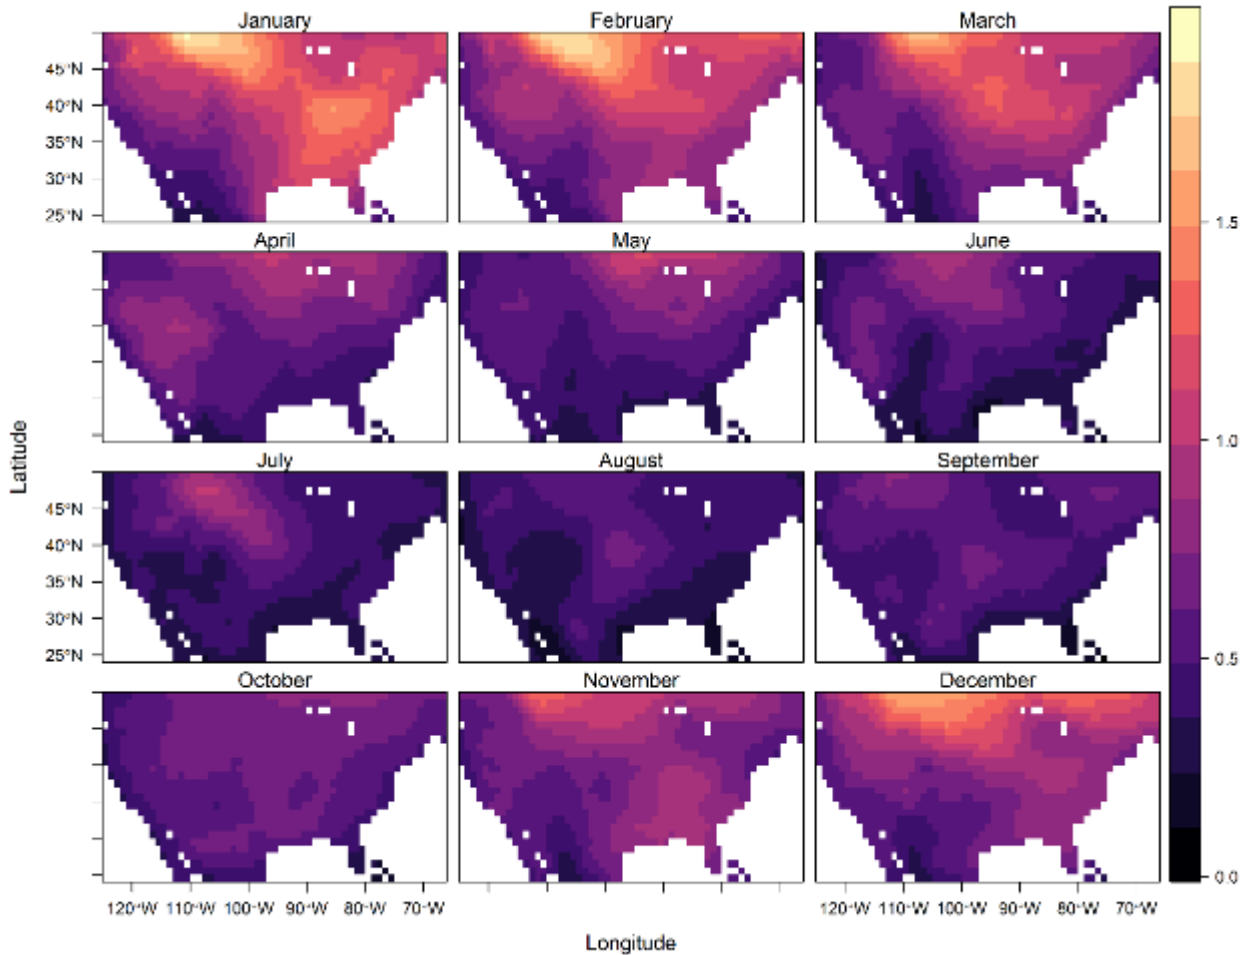 January February March
45°N
40°N
35°N
30°N
25°N
1.5
April May June
1.0
Latitude
July August September
45°N
40°N
35°N
30°N
25°N
0.5
October November December
0.0
120°W 110°W 100°W 90°W 80°W 70°W 120°W 110°W 100°W 90°W 80°W 70°W
Longitude